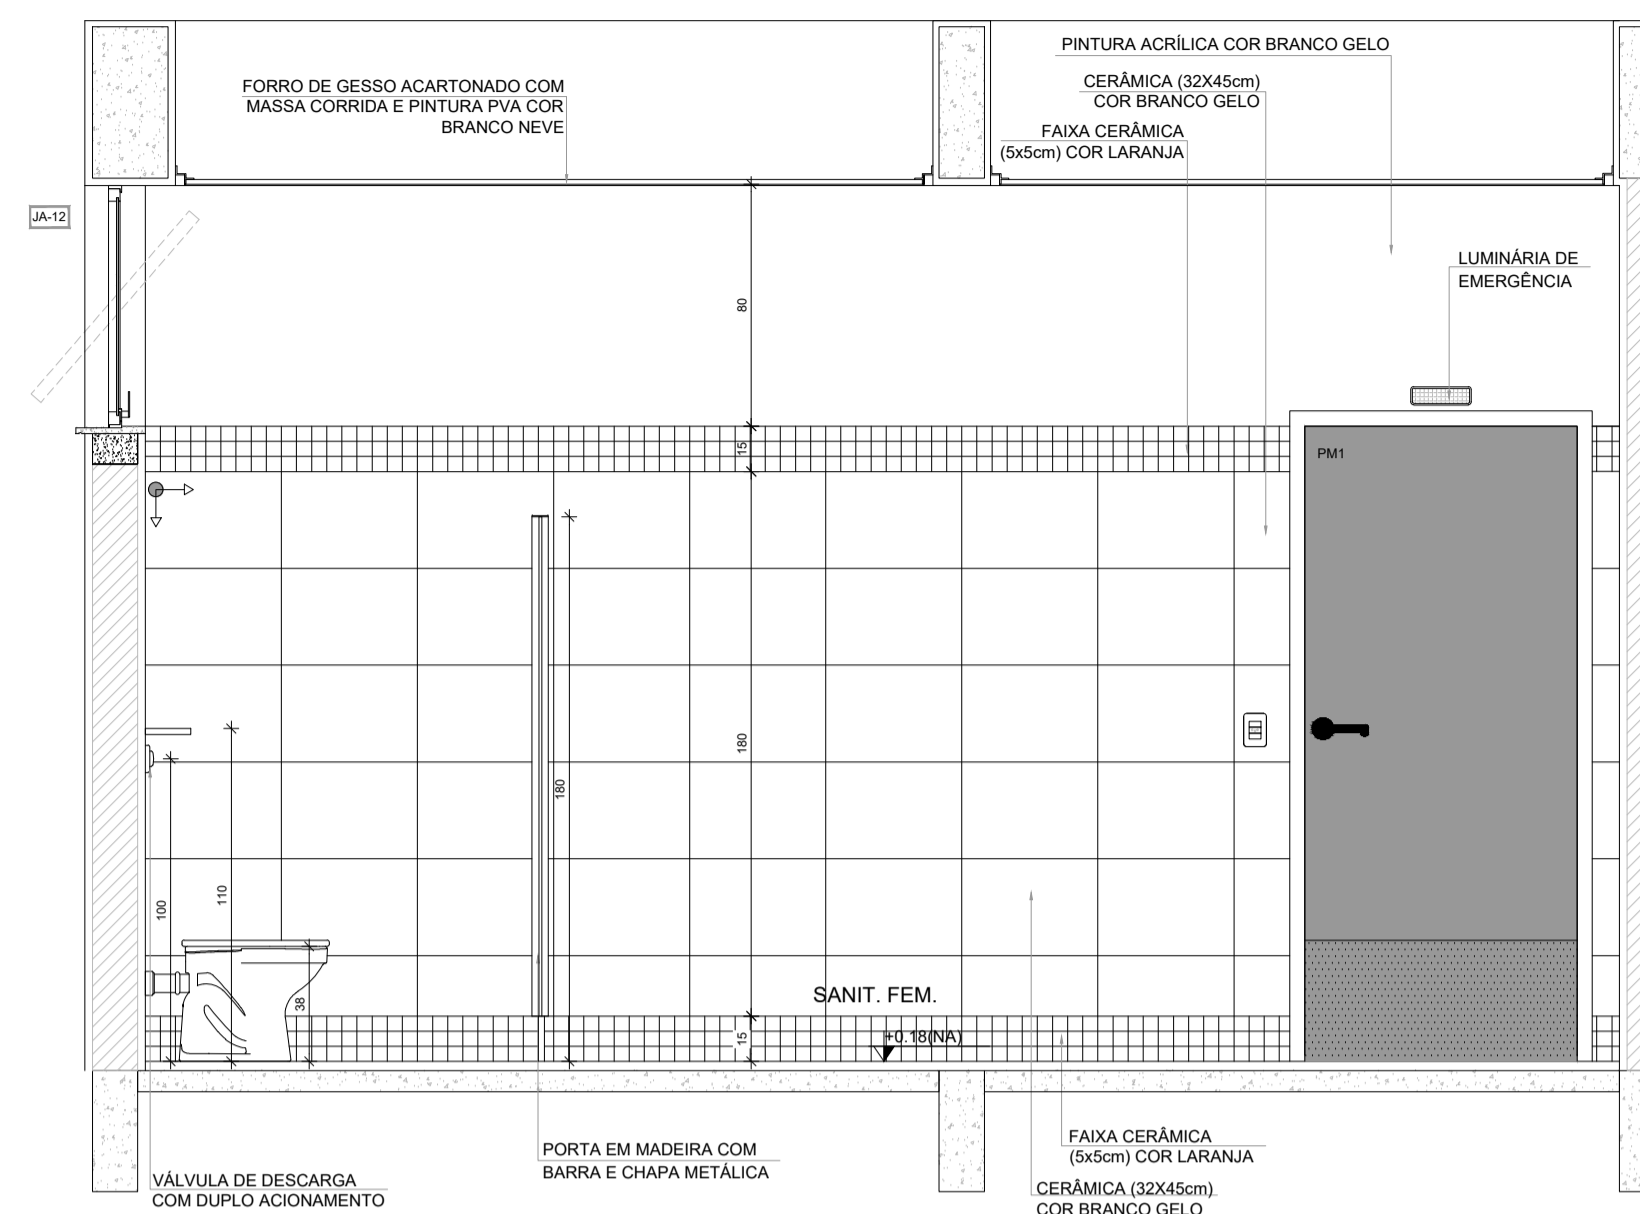 PINTURA ACRÍLICA COR BRANCO GELO
FORRO DE GESSO ACARTONADO COM
MASSA CORRIDA E PINTURA PVA COR
BRANCO NEVE
CERÂMICA (32X45cm)
COR BRANCO GELO
FAIXA CERÂMICA
(5x5cm) COR LARANJA
JA-12
LUMINÁRIA DE
EMERGÊNCIA
80
15
PM1
180
180
110
100
38
SANIT. FEM.
15
+0.18(NA)
FAIXA CERÂMICA
(5x5cm) COR LARANJA
PORTA EM MADEIRA COM
BARRA E CHAPA METÁLICA
VÁLVULA DE DESCARGA
COM DUPLO ACIONAMENTO
CERÂMICA (32X45cm)
COR BRANCO GELO